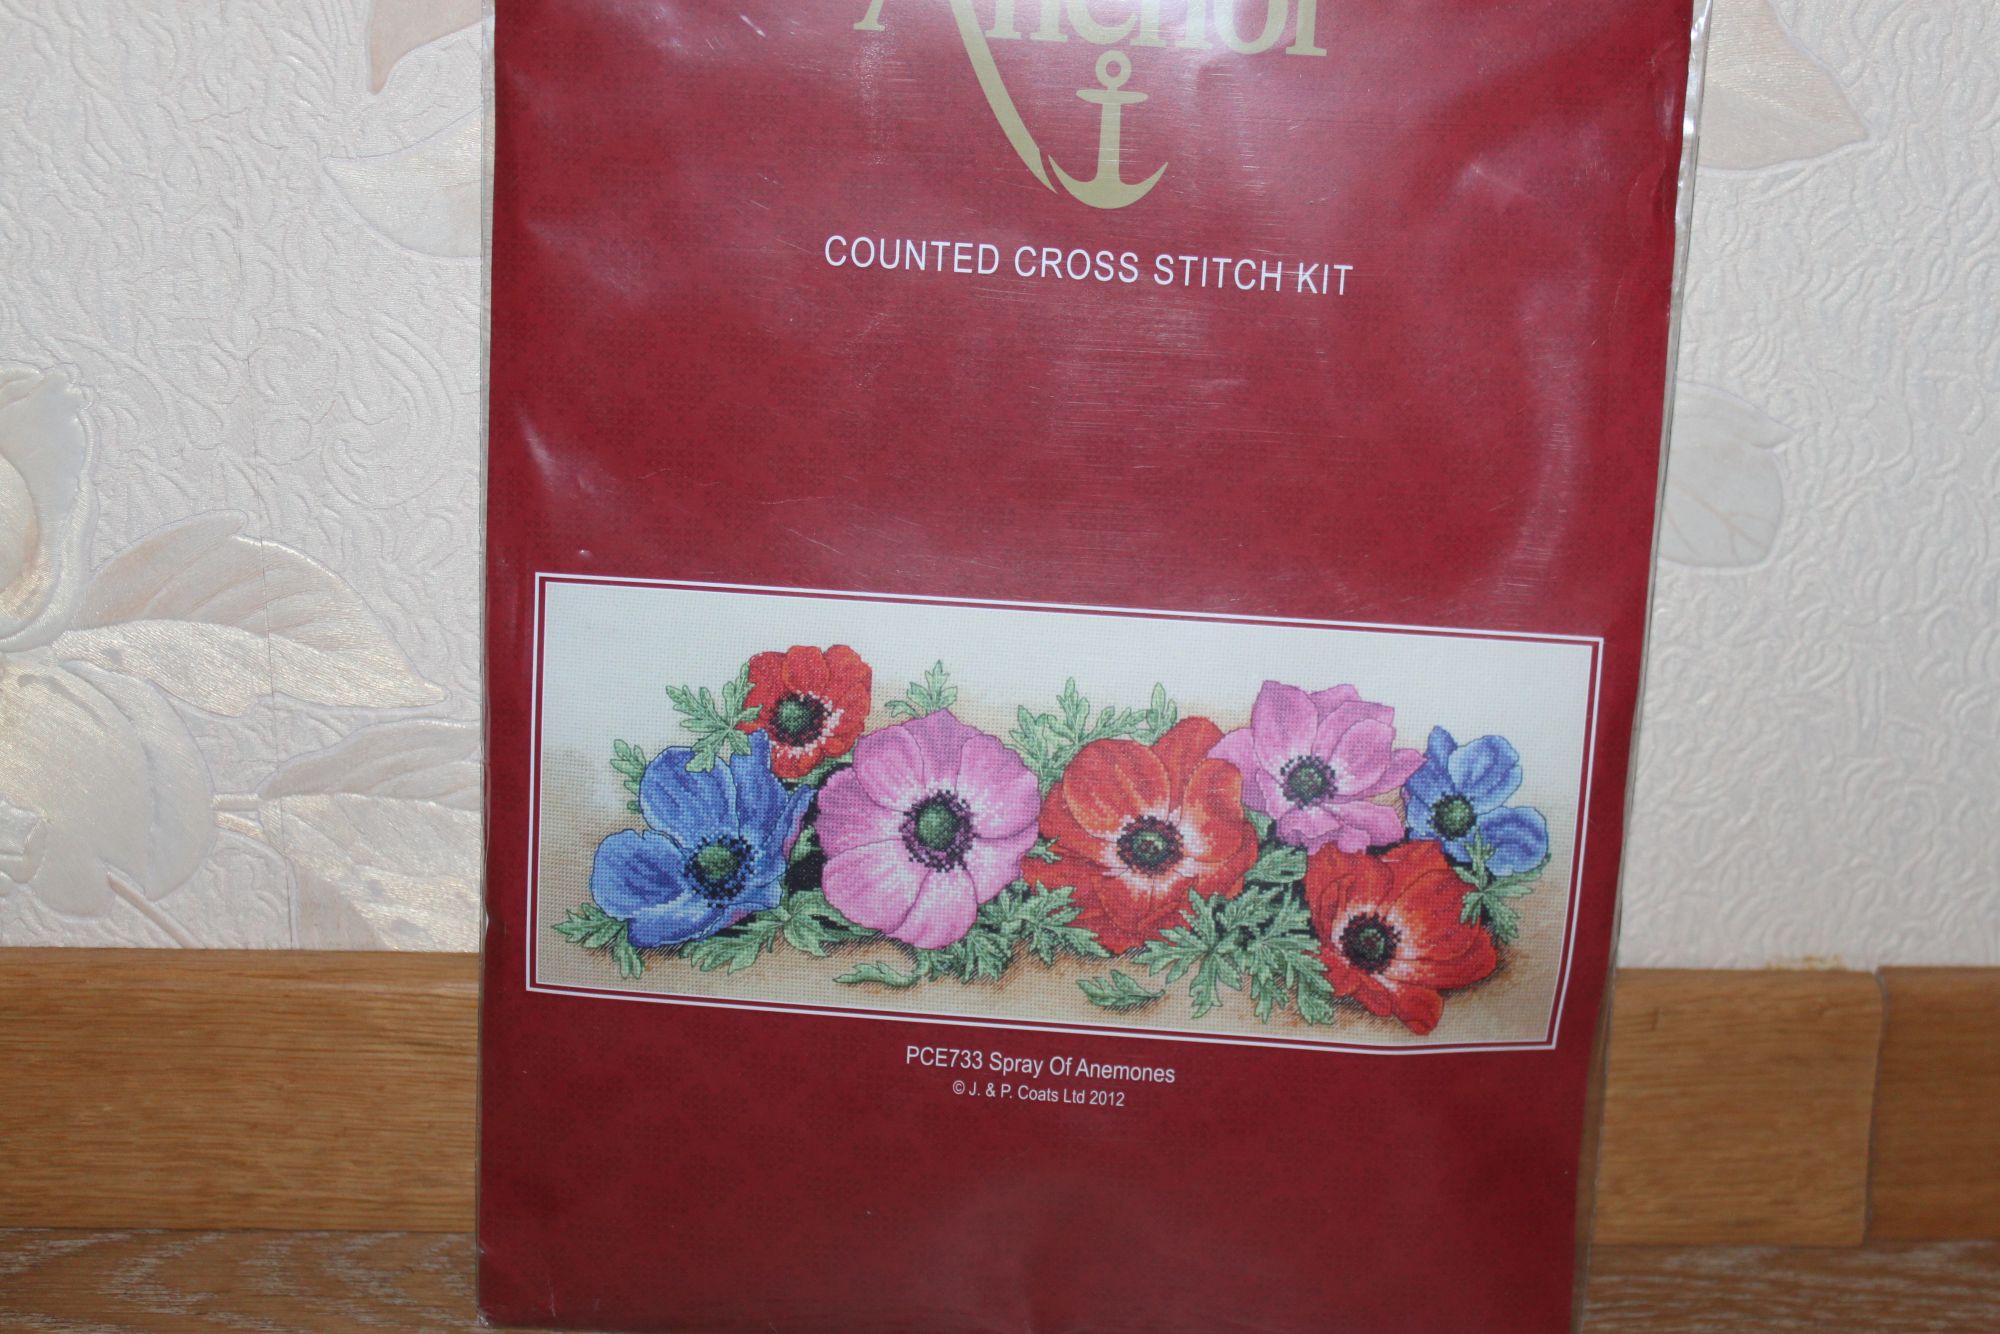 Anchor
COUNTED CROSS STITCH KIT
PCE733 Spray Of Anemones
© J. & P. Coats Ltd 2012